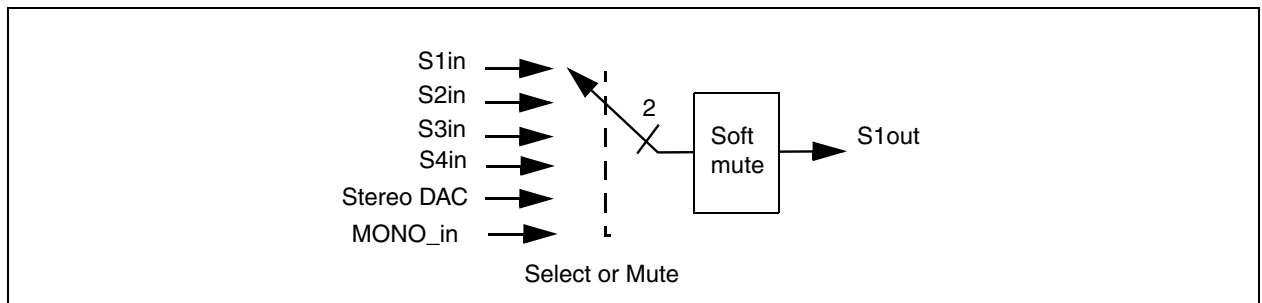 S1in
S2in
S3in
S4in
Stereo DAC
MONO_in
2
Soft
mute
S1out
Select or Mute